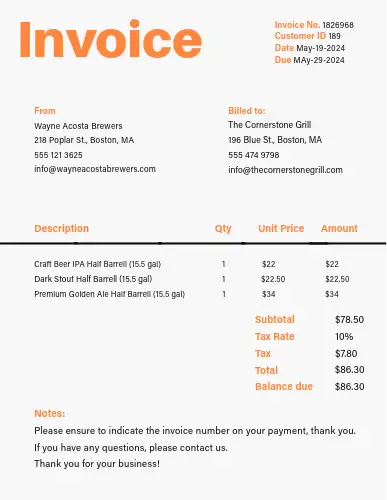 Invoice
Invoice No. 1826968
Customer ID 189
Date May-19-2024
Due MAy-29-2024
From
Wayne Acosta Brewers
218 Poplar St., Boston, MA
555 121 3625
info@wayneacostabrewers.com
Billed to:
The Cornerstone Grill
196 Blue St., Boston, MA
555 474 9798
info@thecornerstonegrill.com
Description Qty Unit Price Amount
Craft Beer IPA Half Barrell (15.5 gal) 1 $22 $22
Dark Stout Half Barrell (15.5 gal) 1 $22.50 $22.50
Premium Golden Ale Half Barrell (15.5 gal) 1 $34 $34
Subtotal $78.50
Tax Rate 10%
Tax $7.80
Total $86.30
Balance due $86.30
Notes:
Please ensure to indicate the invoice number on your payment, thank you.
If you have any questions, please contact us.
Thank you for your business!